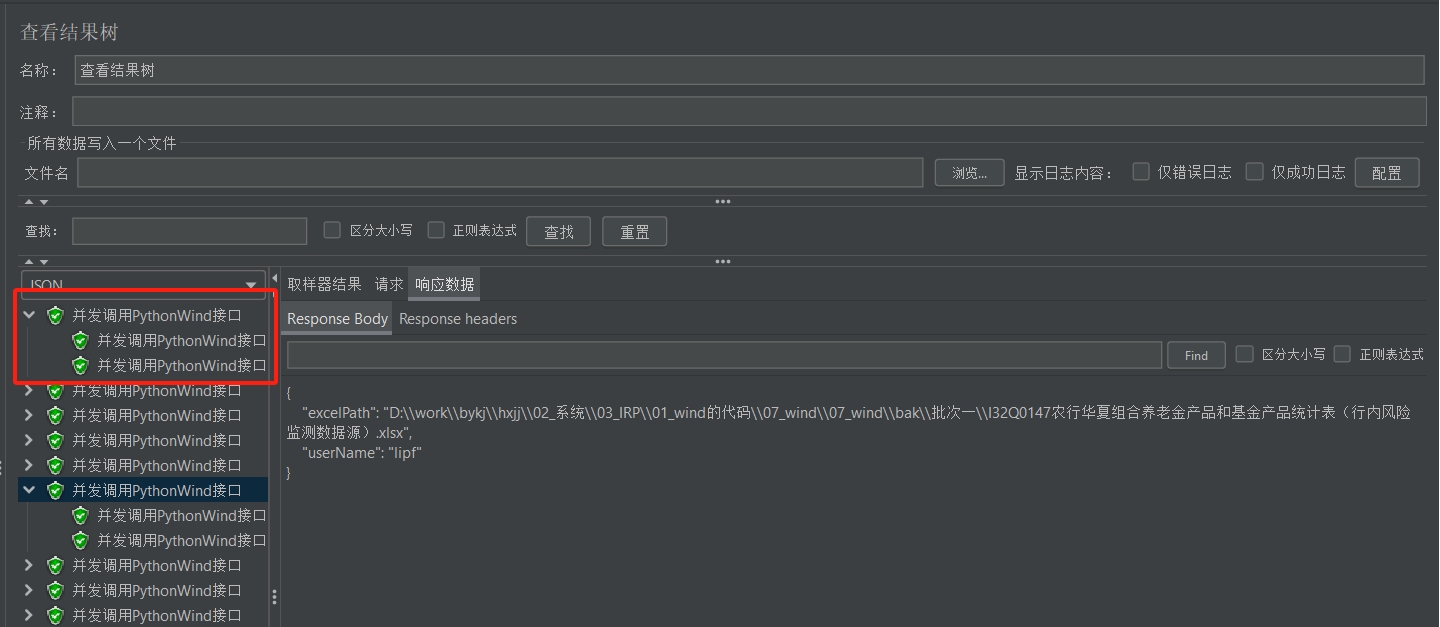 查看结果树
名称： 查看结果树
注释：
所有数据写入一个文件
文件名 浏览... 显示日志内容： 仅错误日志 仅成功日志 配置
查找: 区分大小写 正则表达式 查找 重置
JSON 取样器结果 请求 响应数据
并发调用PythonWind接口 Response Body Response headers
并发调用PythonWind接口
并发调用PythonWind接口 Find 区分大小写 正则表达式
并发调用PythonWind接口 {
并发调用PythonWind接口 "excelPath": "D:\\work\\bykj\\hxjj\\02_系统\\03_IRP\\01_wind的代码\\07_wind\\07_wind\\bak\\批次一\\I32Q0147农行华夏组合养老金产品和基金产品统计表（行内风险
监测数据源）.xlsx",
并发调用PythonWind接口 "userName": "lipf"
并发调用PythonWind接口 }
并发调用PythonWind接口
并发调用PythonWind接口
并发调用PythonWind接口
并发调用PythonWind接口
并发调用PythonWind接口
并发调用PythonWind接口